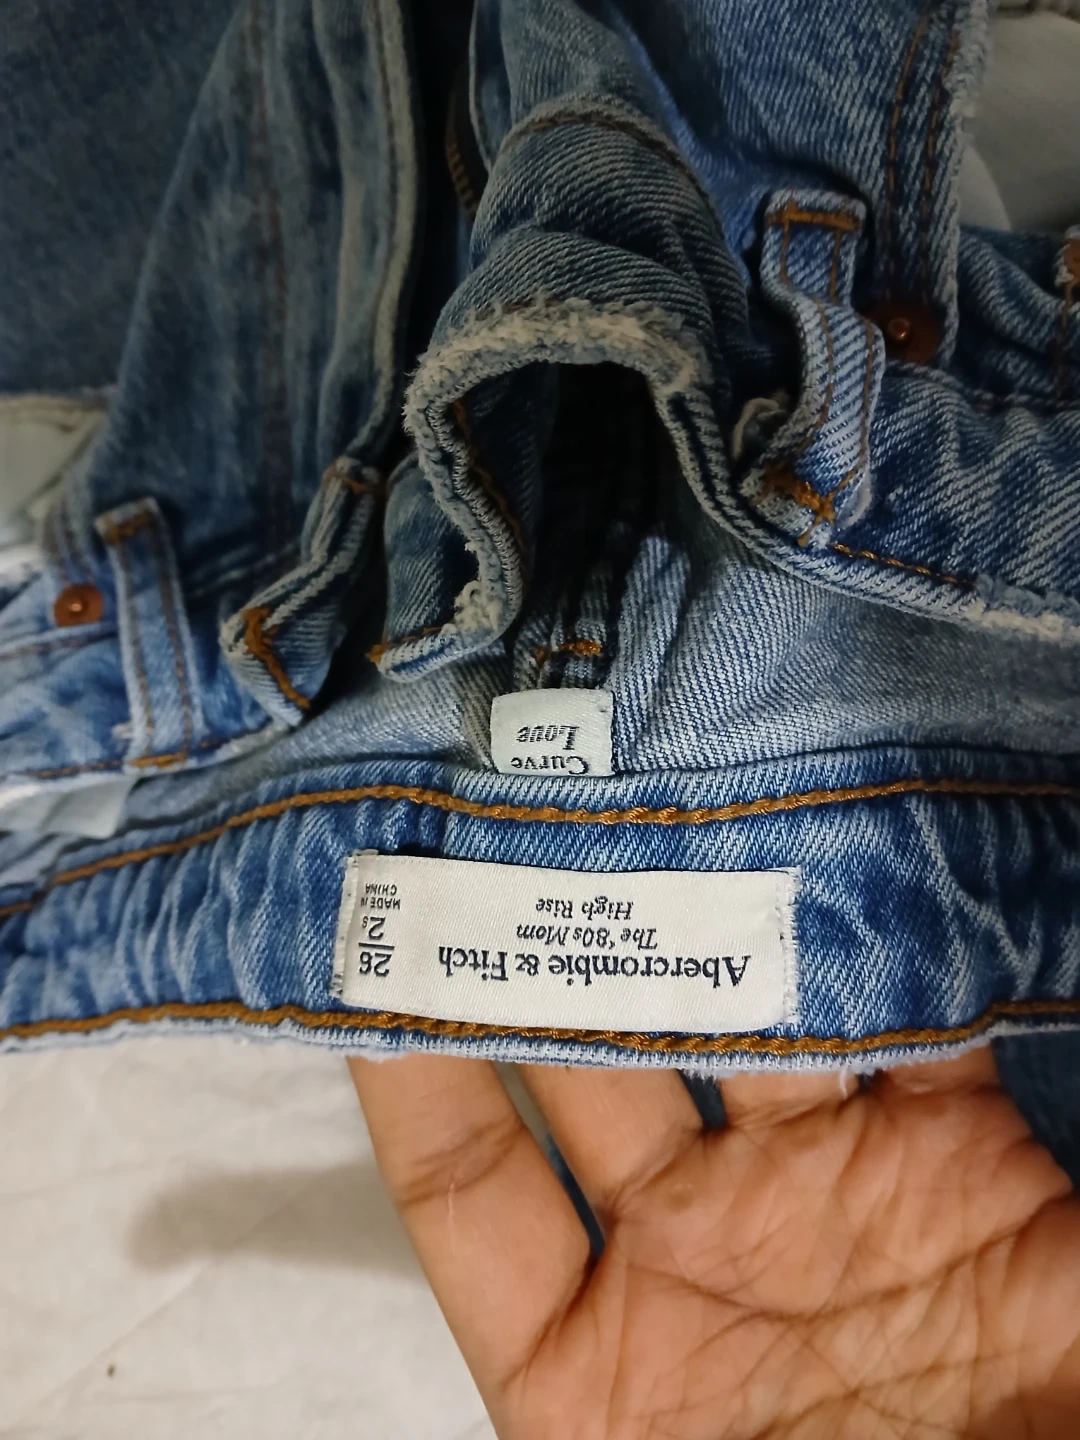 Abercrombie & Fitch
The '80s Mom
High Rise
26
2s
MADE IN
CHINA
Curve
Love